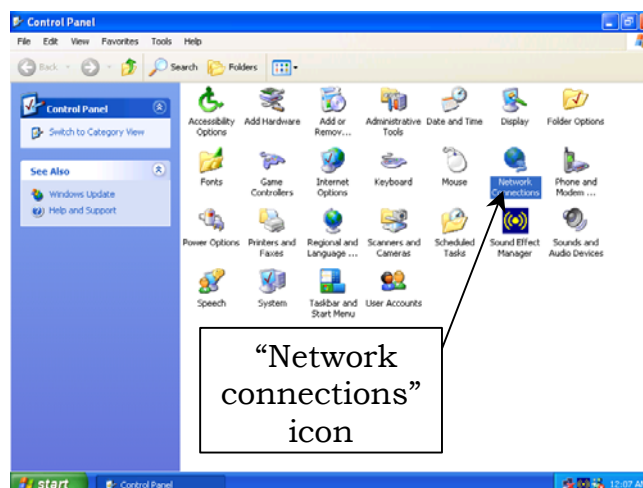 Control Panel
File Edit View Favorites Tools Help
Back Search Folders
Control Panel
Switch to Category View
See Also
Windows Update
Help and Support
Accessibility Options
Add Hardware
Add or Remov...
Administrative Tools
Date and Time
Display
Folder Options
Fonts
Game Controllers
Internet Options
Keyboard
Mouse
Network Connections
Phone and Modem ...
Power Options
Printers and Faxes
Regional and Language ...
Scanners and Cameras
Scheduled Tasks
Sound Effect Manager
Sounds and Audio Devices
Speech
System
Taskbar and Start Menu
User Accounts
“Network
connections”
icon
start Control Panel 12:07 AM